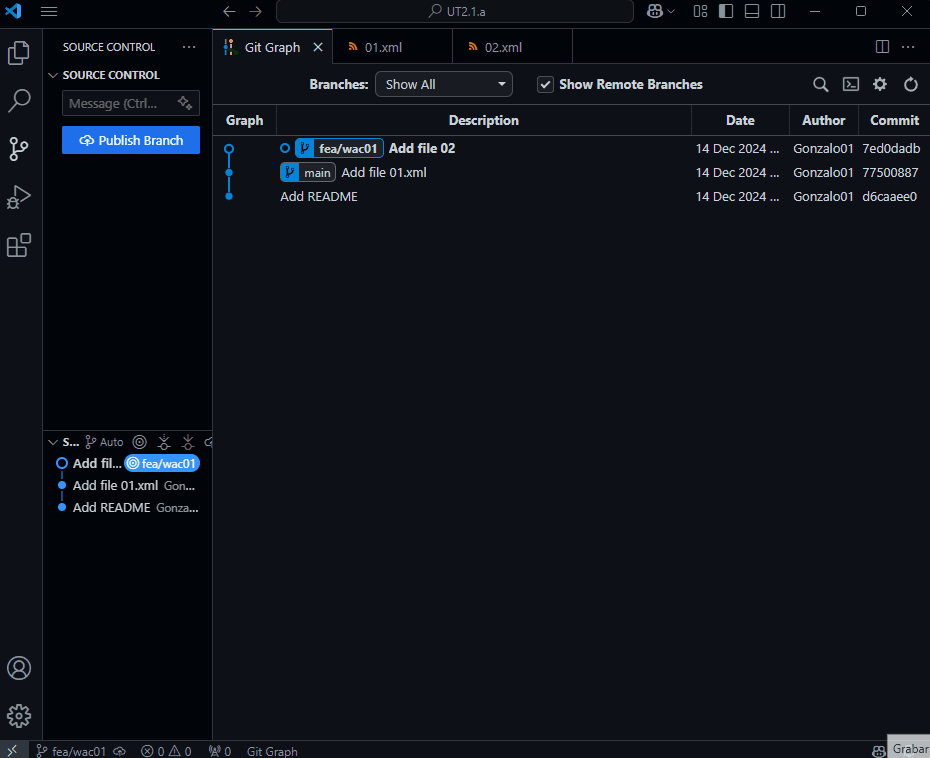 UT2.1.a
SOURCE CONTROL
Git Graph
01.xml
02.xml
SOURCE CONTROL
Message (Ctrl...
Publish Branch
Branches: Show All Show Remote Branches
Graph Description Date Author Commit
fea/wac01 Add file 02 14 Dec 2024 ... Gonzalo01 7ed0dadb
main Add file 01.xml 14 Dec 2024 ... Gonzalo01 77500887
Add README 14 Dec 2024 ... Gonzalo01 d6caaee0
S... Auto
Add fil... fea/wac01
Add file 01.xml Gon...
Add README Gonza...
fea/wac01 0 0 0 Git Graph
Grabar